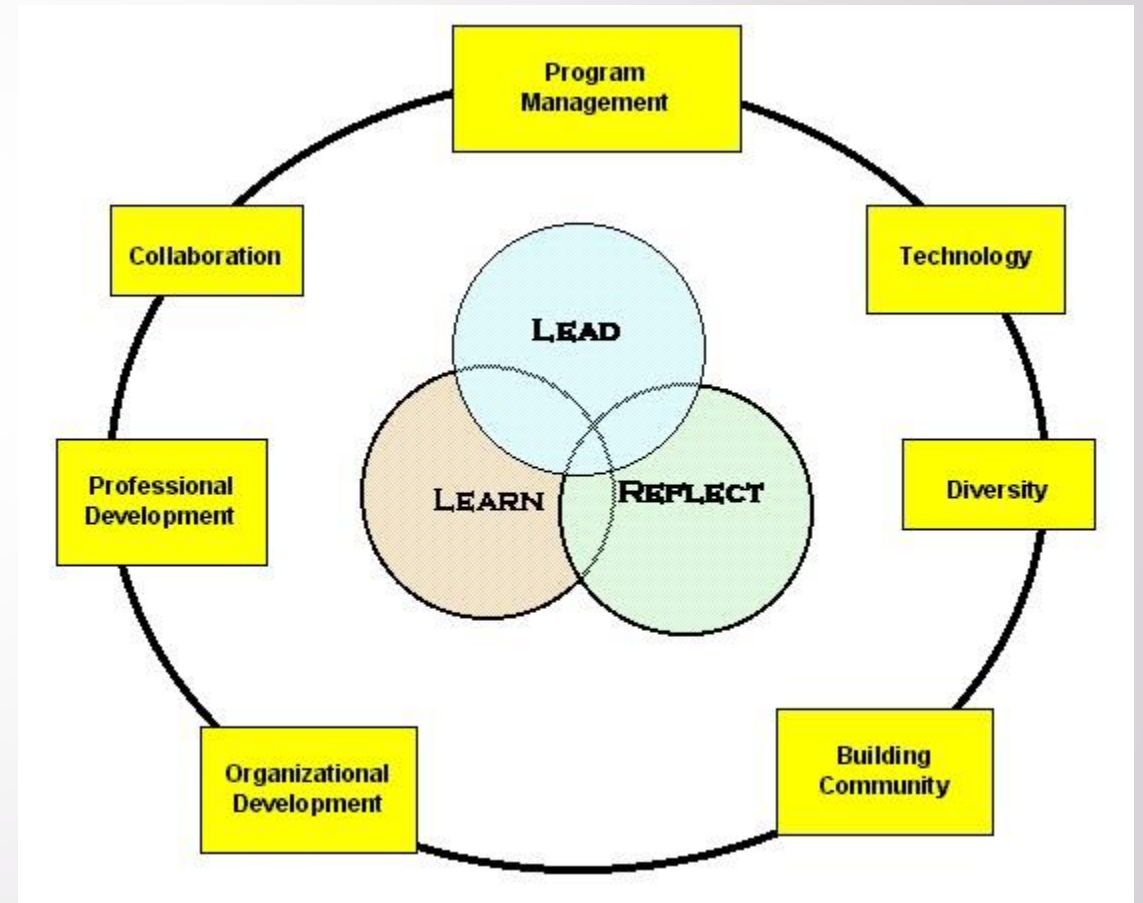 Program
Management
Collaboration
Technology
LEAD
Professional
Development
LEARN
REFLECT
Diversity
Organizational
Development
Building
Community